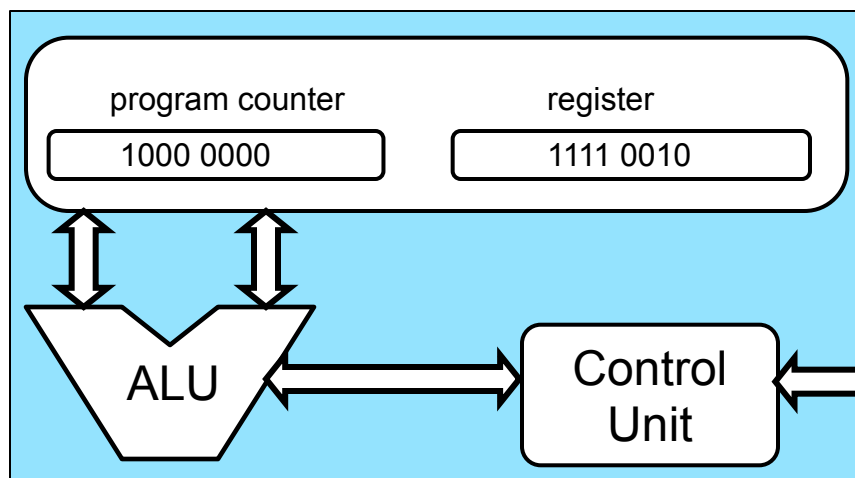 program counter
register
1000 0000
1111 0010
ALU
Control
Unit